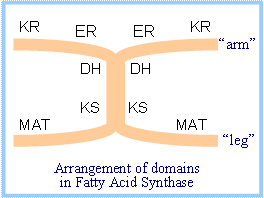 KR ER ER KR
“arm”
DH DH
KS KS
MAT MAT
“leg”
Arrangement of domains
in Fatty Acid Synthase